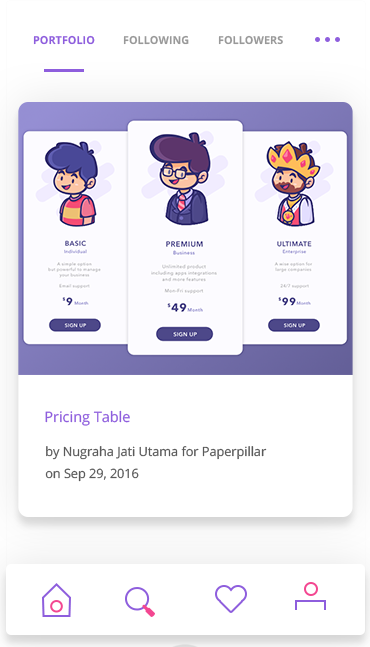 PORTFOLIO FOLLOWING FOLLOWERS
BASIC
Individual
A simple option
but powerful to manage
your business
Email support
$9 Month
SIGN UP
PREMIUM
Business
Unlimited product
including apps integrations
and more features
Mon-Fri support
$49 Month
SIGN UP
ULTIMATE
Enterprise
A wise option for
large companies
24/7 support
$99 Month
SIGN UP
Pricing Table
by Nugraha Jati Utama for Paperpillar
on Sep 29, 2016